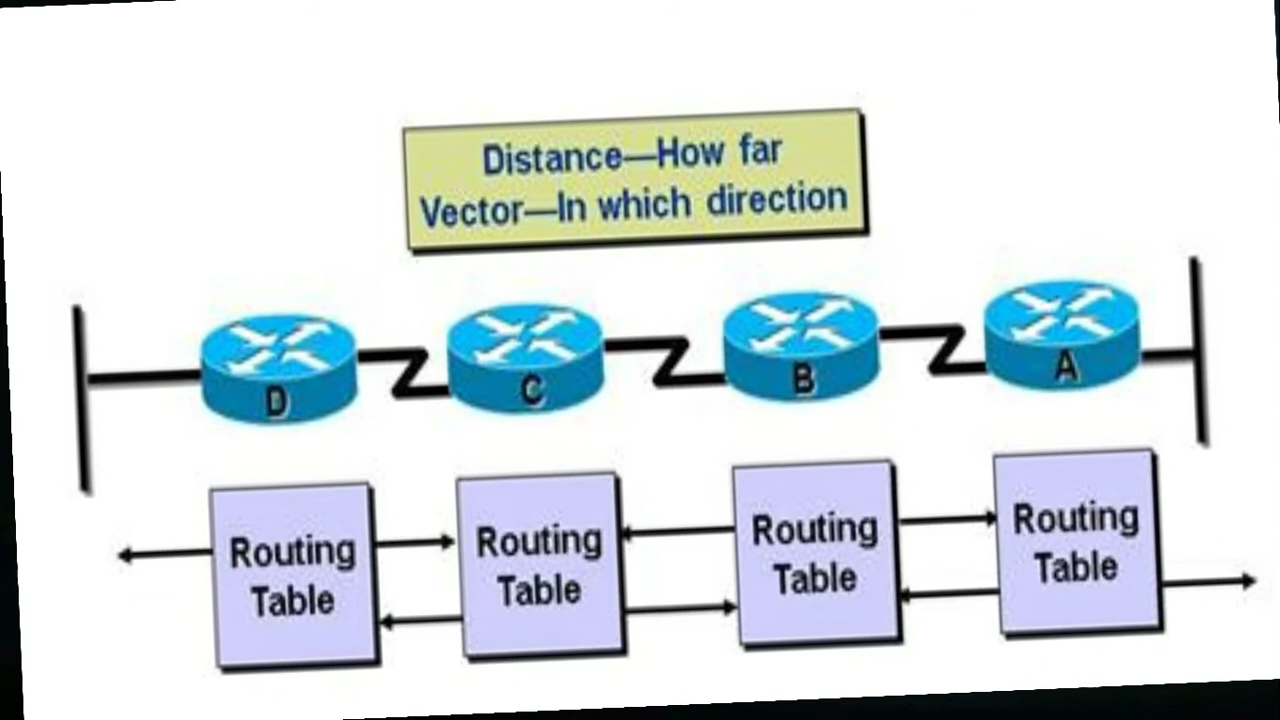 Distance—How far
Vector—In which direction
D
C
B
A
Routing
Table
Routing
Table
Routing
Table
Routing
Table